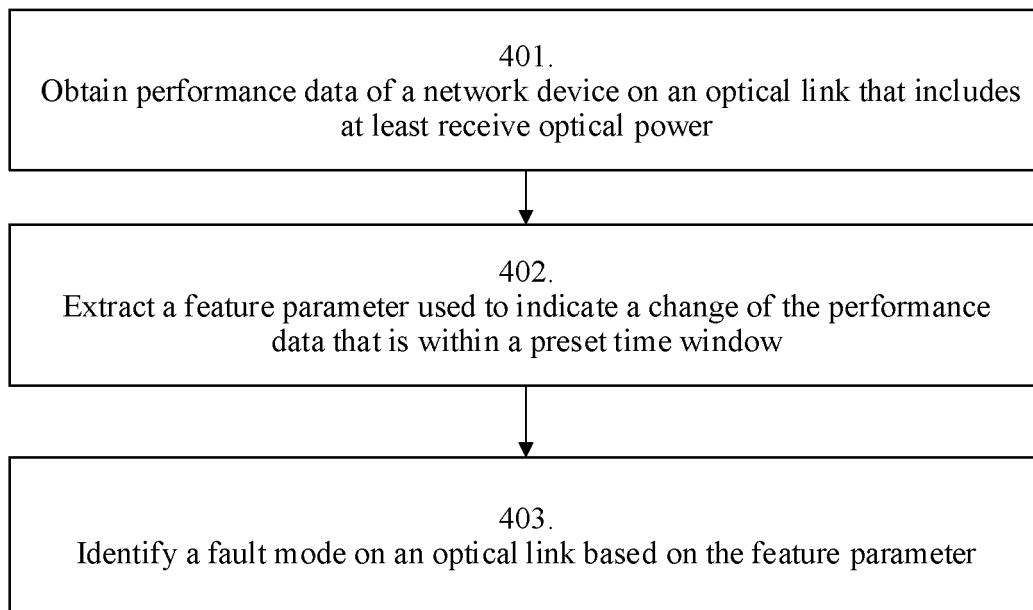 401.
Obtain performance data of a network device on an optical link that includes
at least receive optical power
402.
Extract a feature parameter used to indicate a change of the performance
data that is within a preset time window
403.
Identify a fault mode on an optical link based on the feature parameter